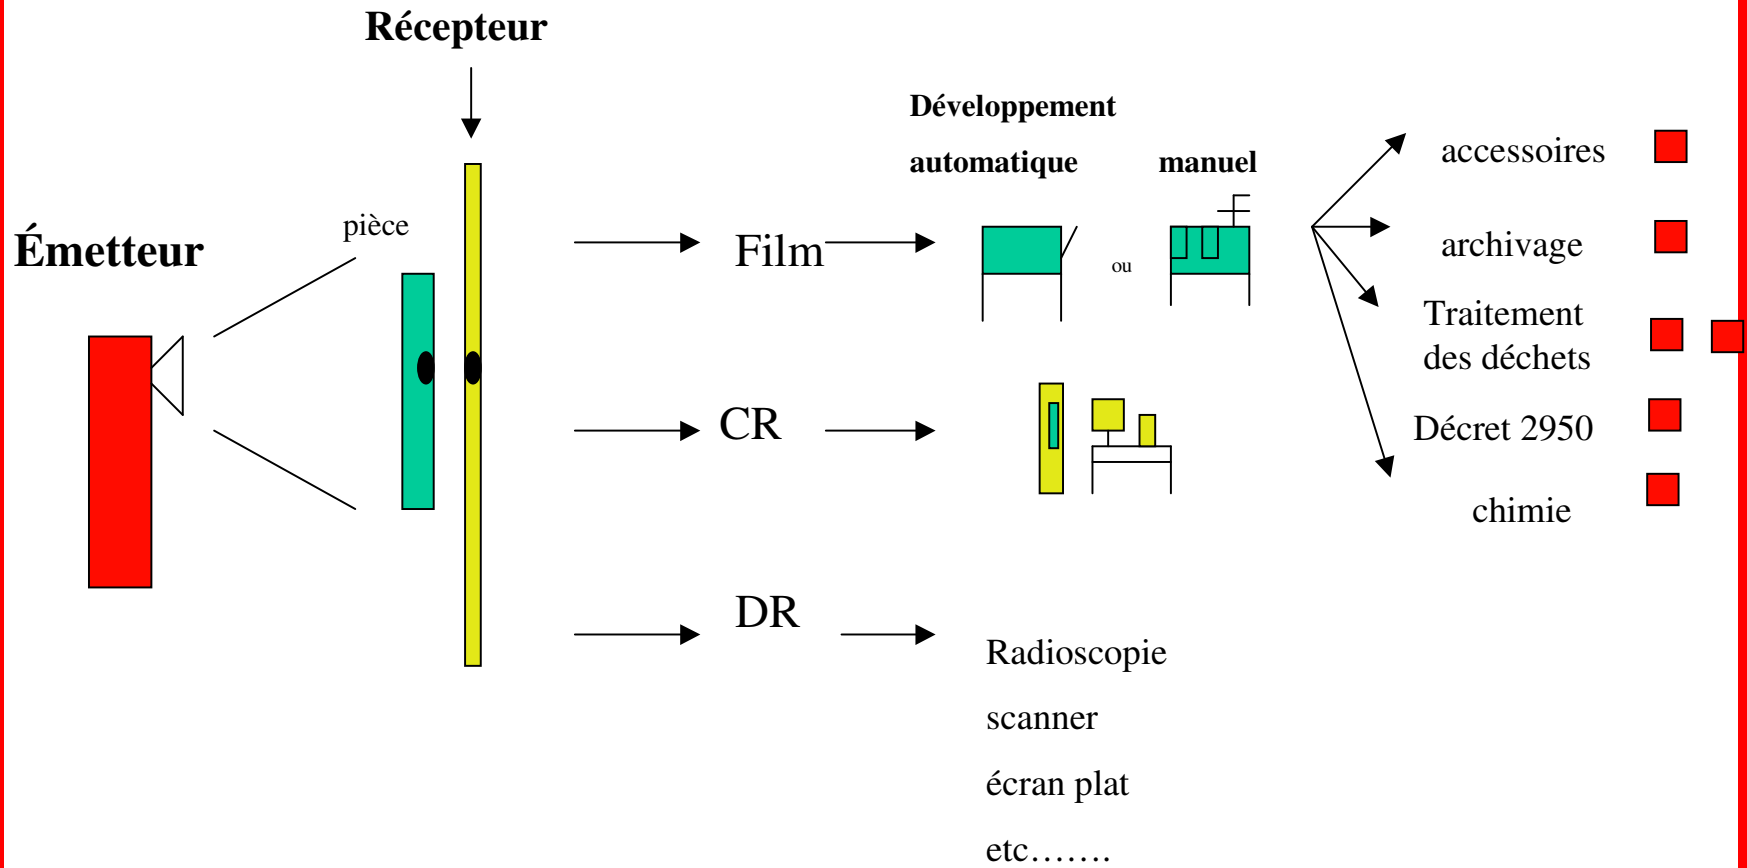 Récepteur
Émetteur
pièce
Film
Développement
automatique manuel
ou
CR
DR
Radioscopie
scanner
écran plat
etc…….
accessoires
archivage
Traitement
des déchets
Décret 2950
chimie